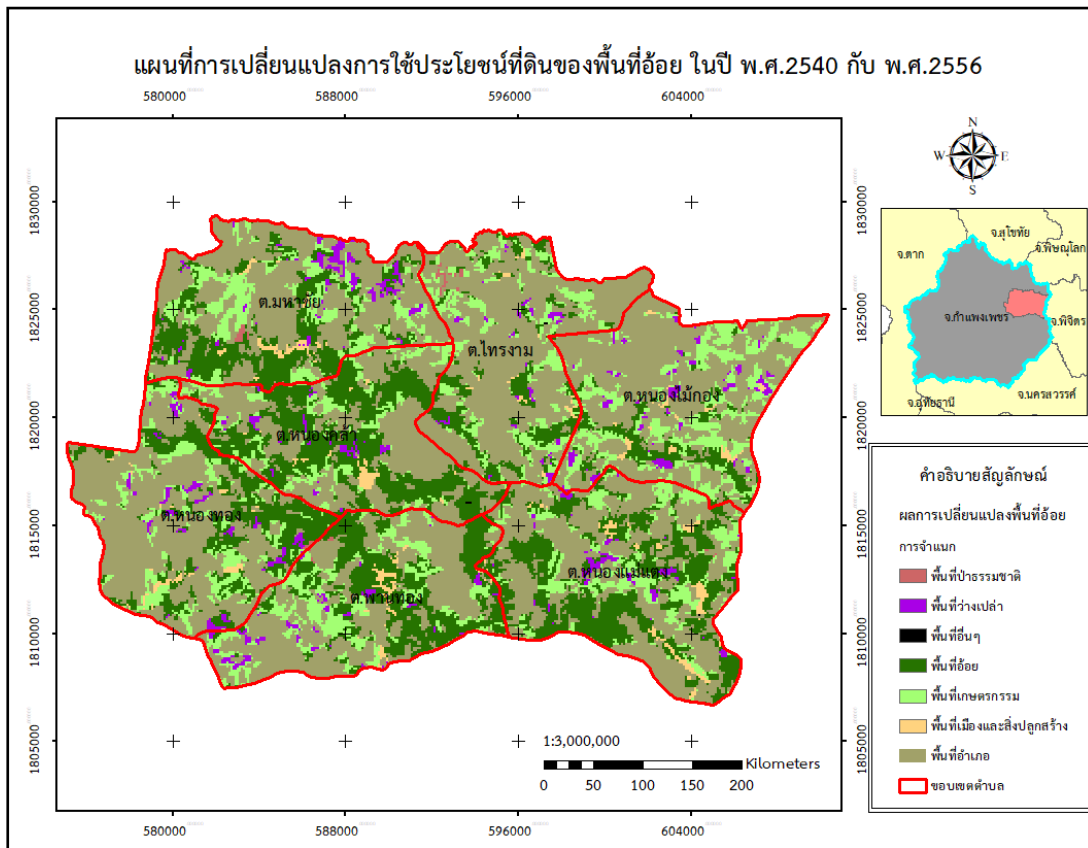 แผนที่การเปลี่ยนแปลงการใช้ประโยชน์ที่ดินของพื้นที่อ้อย ในปี พ.ศ.2540 กับ พ.ศ.2556
580000 588000 596000 604000
1830000 1825000 1820000 1815000 1810000 1805000
ต.มหาชัย
ต.ไทรงาม
ต.หนองไม้กอง
ต.หนองคล้า
ต.หนองทอง
ต.หนองแม่แตง
ต.พานทอง
1:3,000,000
Kilometers
0 50 100 150 200
580000 588000 596000 604000
1830000 1825000 1820000 1815000 1810000 1805000
N
W E
S
จ.สุโขทัย
จ.ตาก
จ.พิษณุโลก
จ.กำแพงเพชร
จ.พิจิตร
จ.นครสวรรค์
จ.อุทัยธานี
คำอธิบายสัญลักษณ์
ผลการเปลี่ยนแปลงพื้นที่อ้อย
การจำแนก
พื้นที่ป่าธรรมชาติ
พื้นที่ว่างเปล่า
พื้นที่อื่นๆ
พื้นที่อ้อย
พื้นที่เกษตรกรรม
พื้นที่เมืองและสิ่งปลูกสร้าง
พื้นที่อำเภอ
ขอบเขตตำบล